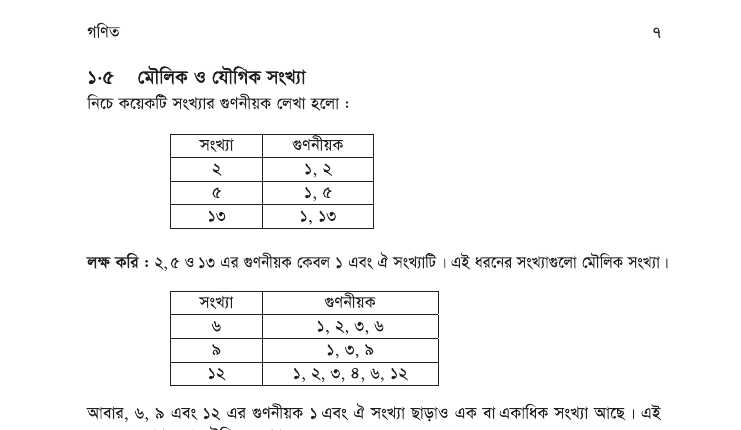 গণিত ৭
১.৫ মৌলিক ও যৌগিক সংখ্যা
নিচে কয়েকটি সংখ্যার গুণনীয়ক লেখা হলো :
সংখ্যা গুণনীয়ক
২ ১, ২
৫ ১, ৫
১৩ ১, ১৩
লক্ষ করি : ২, ৫ ও ১৩ এর গুণনীয়ক কেবল ১ এবং ঐ সংখ্যাটি । এই ধরনের সংখ্যাগুলো মৌলিক সংখ্যা।
সংখ্যা গুণনীয়ক
৬ ১, ২, ৩, ৬
৯ ১, ৩, ৯
১২ ১, ২, ৩, ৪, ৬, ১২
আবার, ৬, ৯ এবং ১২ এর গুণনীয়ক ১ এবং ঐ সংখ্যা ছাড়াও এক বা একাধিক সংখ্যা আছে । এই